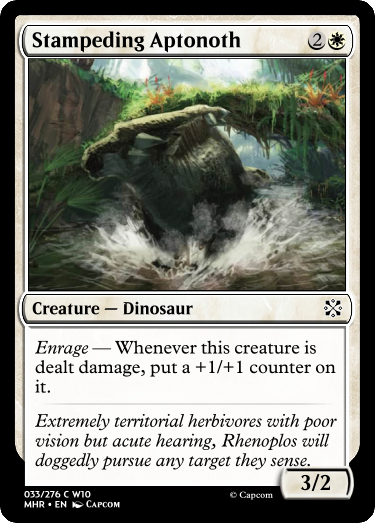 Stampeding Aptonoth 2
Creature — Dinosaur
Enrage — Whenever this creature is
dealt damage, put a +1/+1 counter on
it.
Extremely territorial herbivores with poor
vision but acute hearing, Rhenoplos will
doggedly pursue any target they sense.
3/2
033/276 C W10
MHR • EN CAPCOM
© Capcom